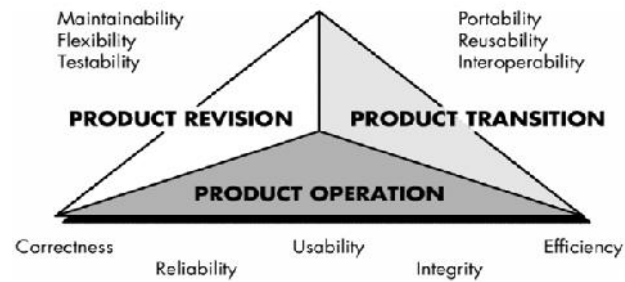 Maintainability
Flexibility
Testability
Portability
Reusability
Interoperability
PRODUCT REVISION
PRODUCT TRANSITION
PRODUCT OPERATION
Correctness
Usability
Efficiency
Reliability
Integrity